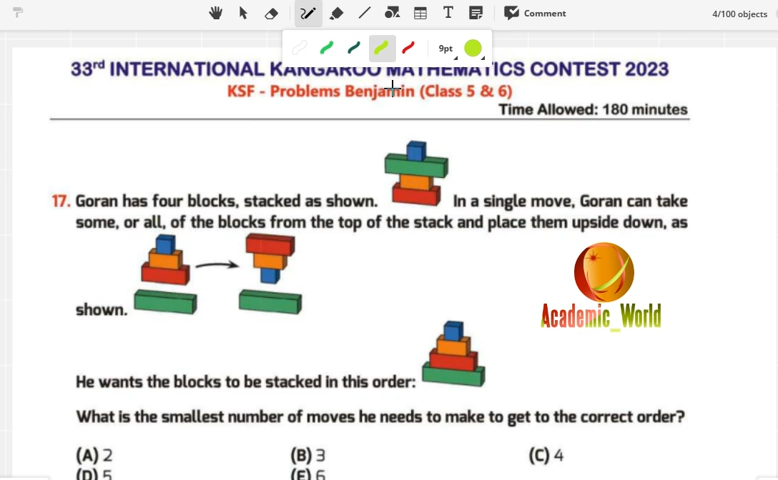 Comment
4/100 objects
9pt
33rd INTERNATIONAL KANGAROO MATHEMATICS CONTEST 2023
KSF - Problems Benjamin (Class 5 & 6)
Time Allowed: 180 minutes
17. Goran has four blocks, stacked as shown. In a single move, Goran can take
some, or all, of the blocks from the top of the stack and place them upside down, as
shown.
Academic_World
He wants the blocks to be stacked in this order:
What is the smallest number of moves he needs to make to get to the correct order?
(A) 2 (B) 3 (C) 4
(D) 5 (E) 6